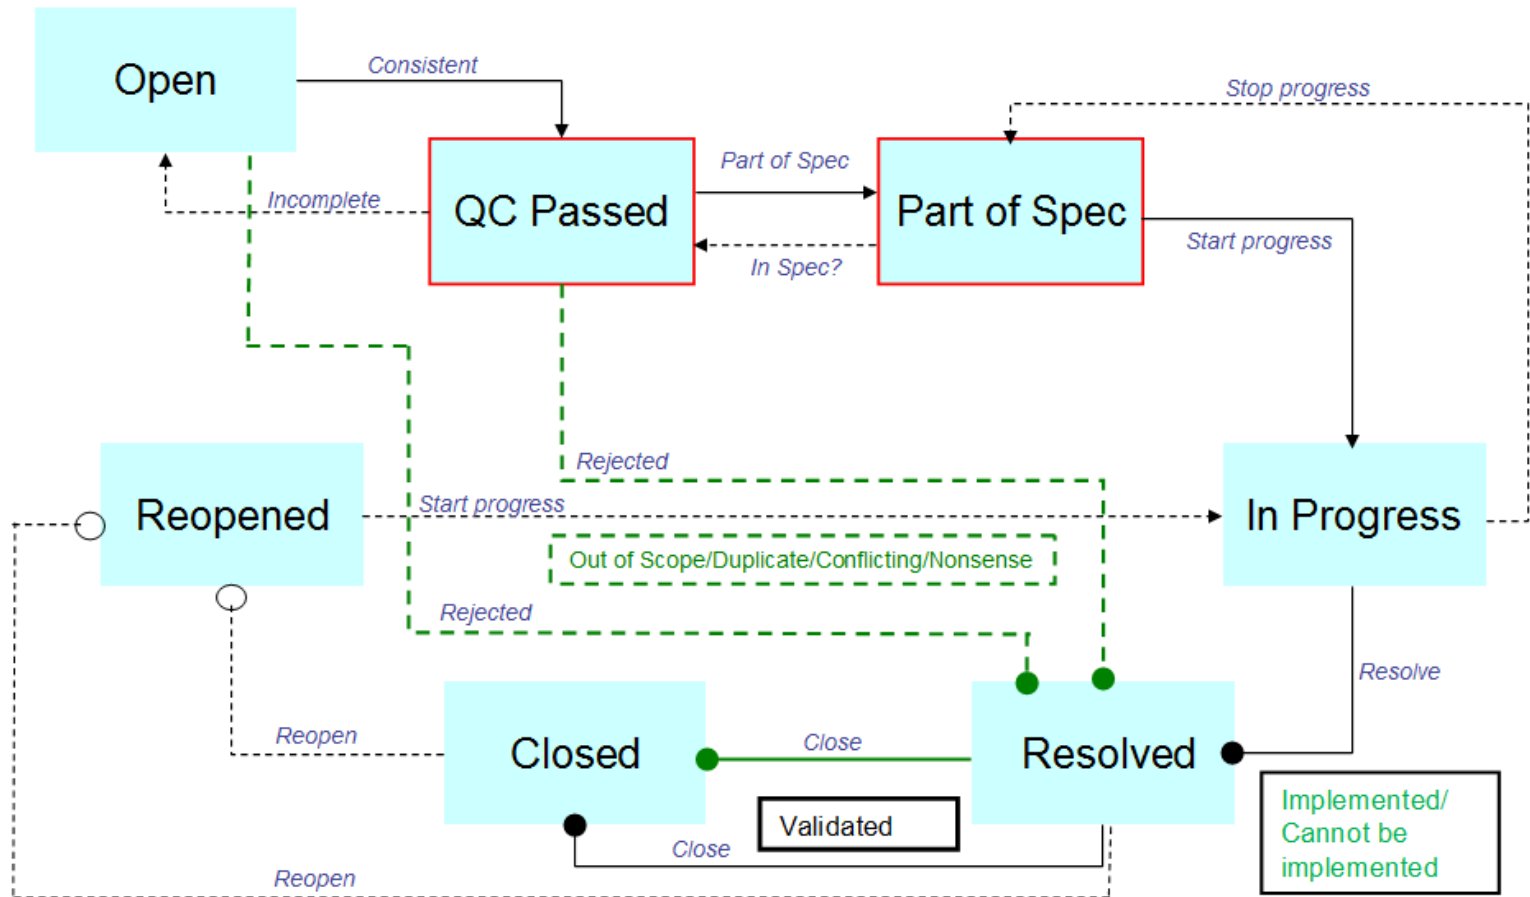 Open
Consistent
Stop progress
Incomplete
QC Passed
Part of Spec
Part of Spec
In Spec?
Start progress
Rejected
Reopened
Start progress
In Progress
Out of Scope/Duplicate/Conflicting/Nonsense
Rejected
Resolve
Reopen
Closed
Close
Resolved
Validated
Close
Implemented/
Cannot be
implemented
Reopen